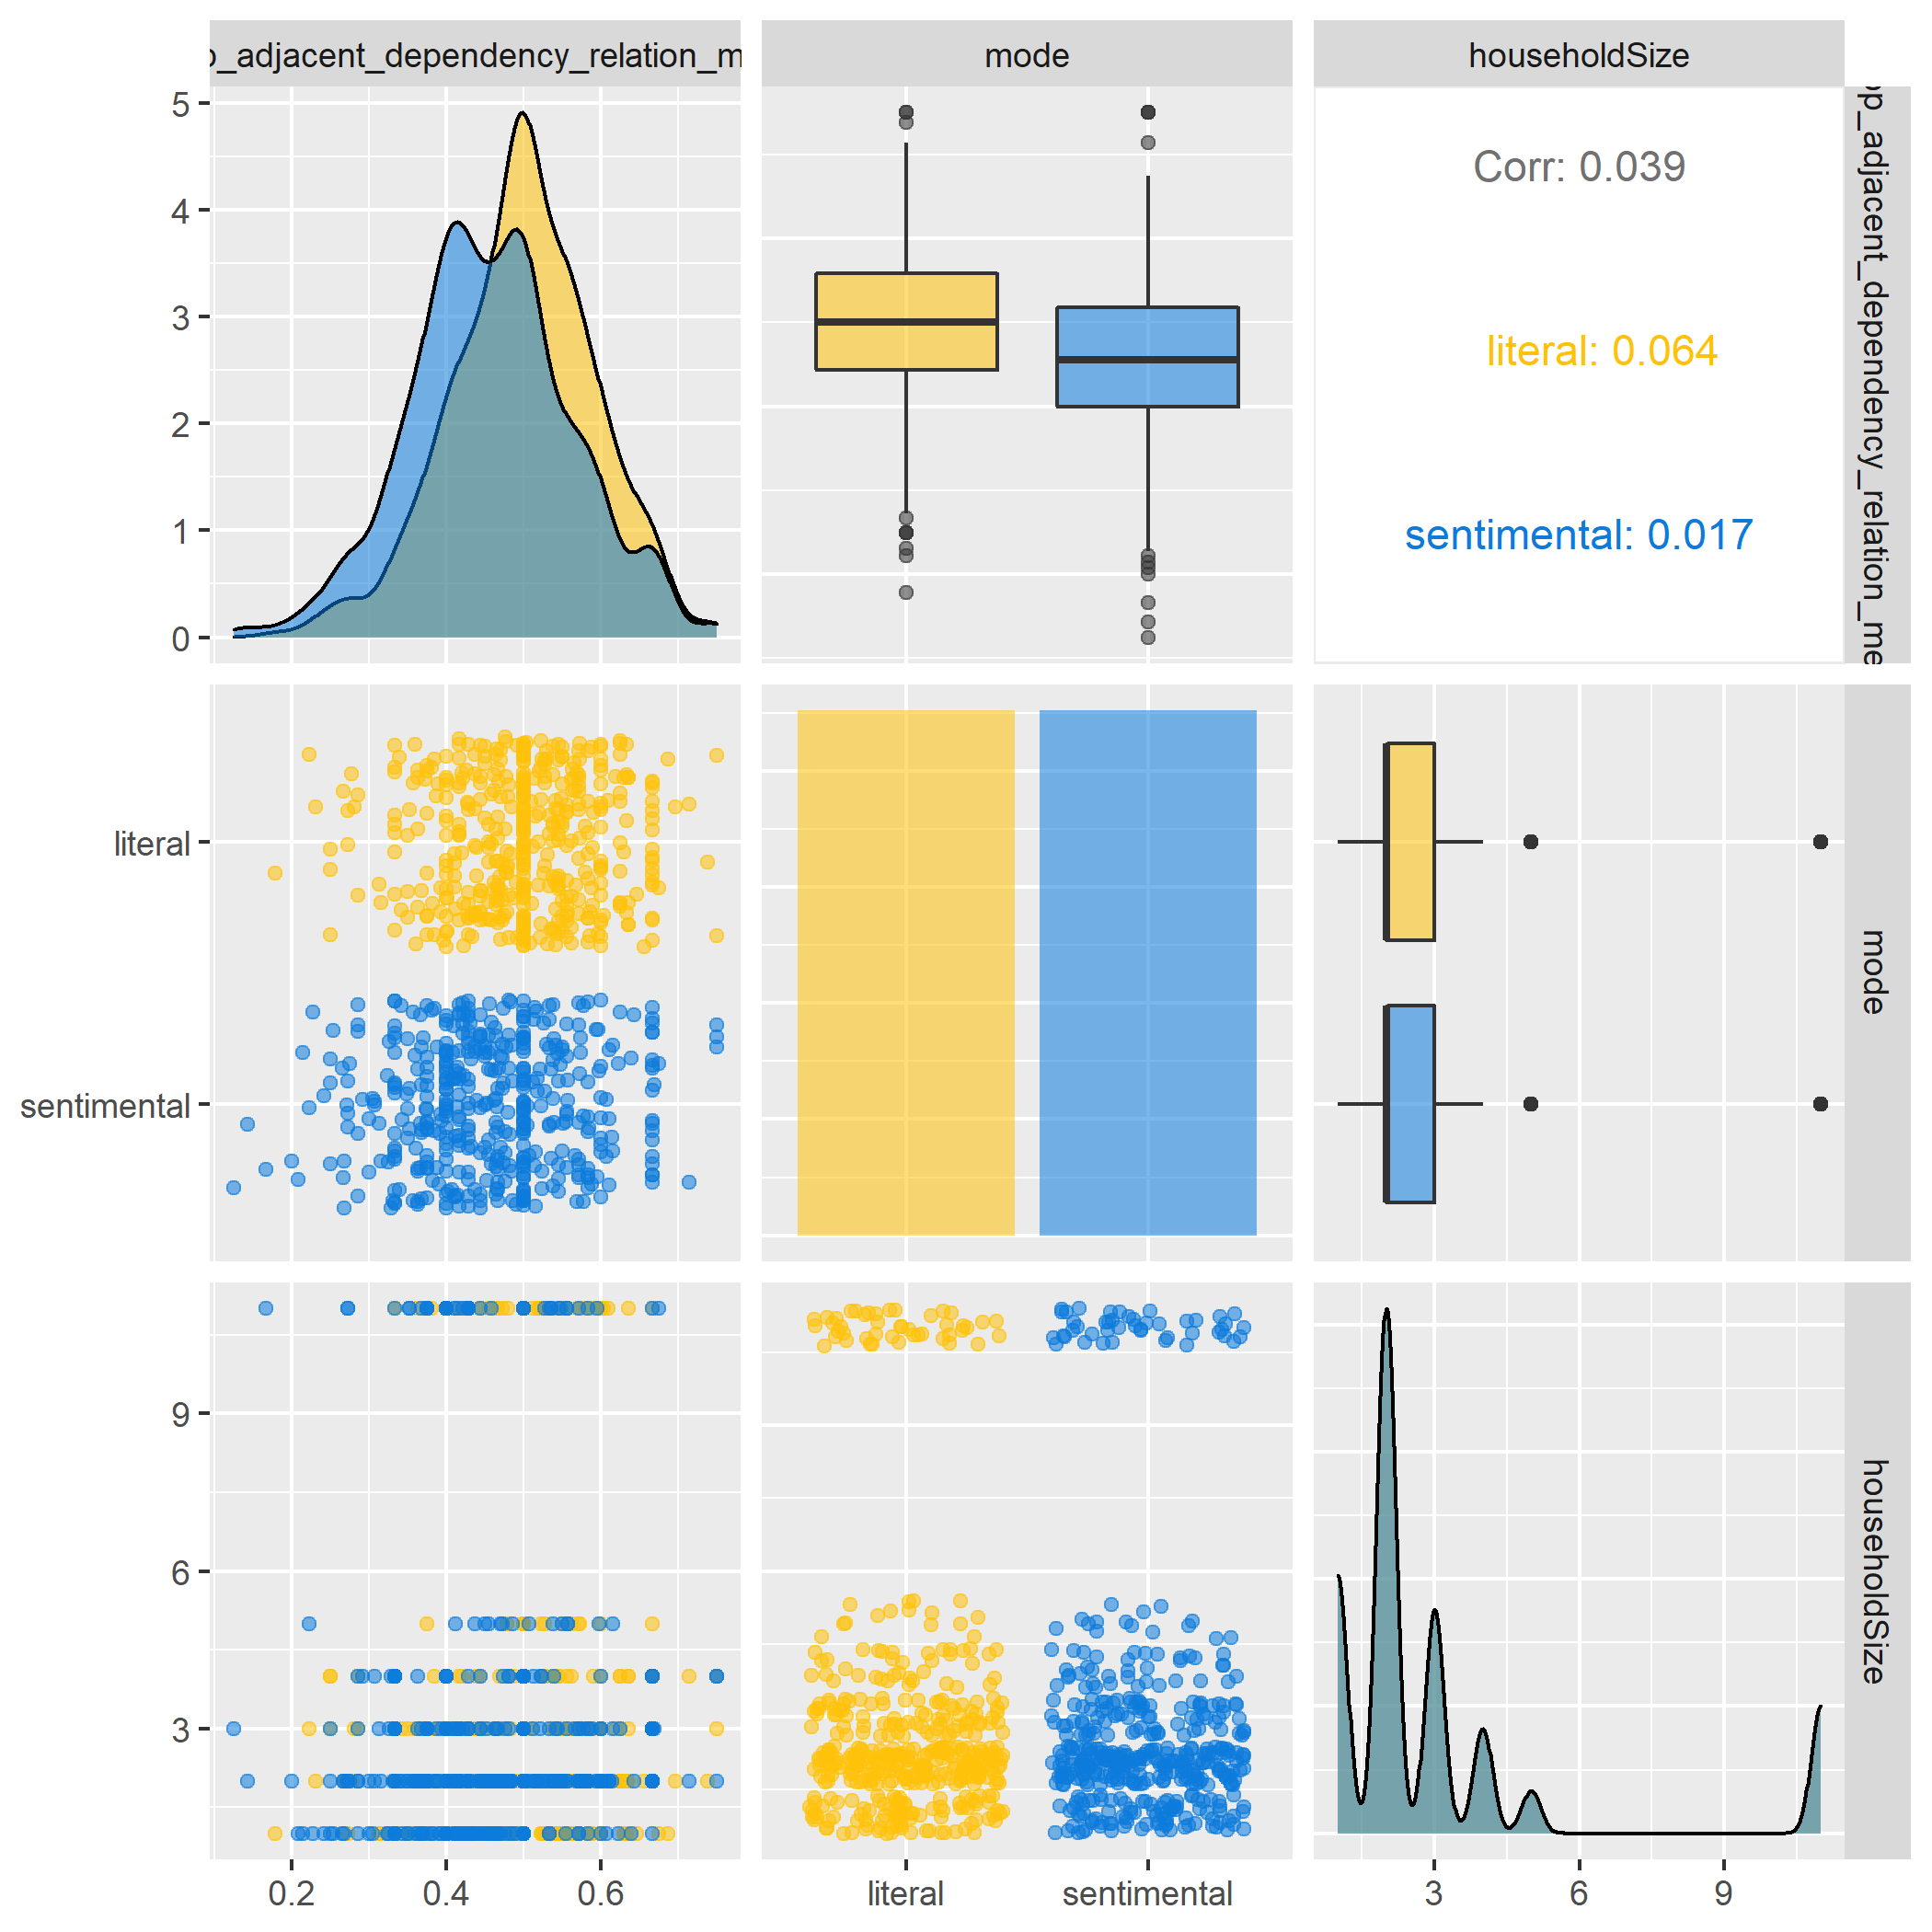 _adjacent_dependency_relation_m
mode
householdSize
5
4
3
2
1
0
Corr: 0.039
literal: 0.064
sentimental: 0.017
p_adjacent_dependency_relation_me
literal
sentimental
mode
9
6
3
householdSize
0.2 0.4 0.6
literal sentimental
3 6 9